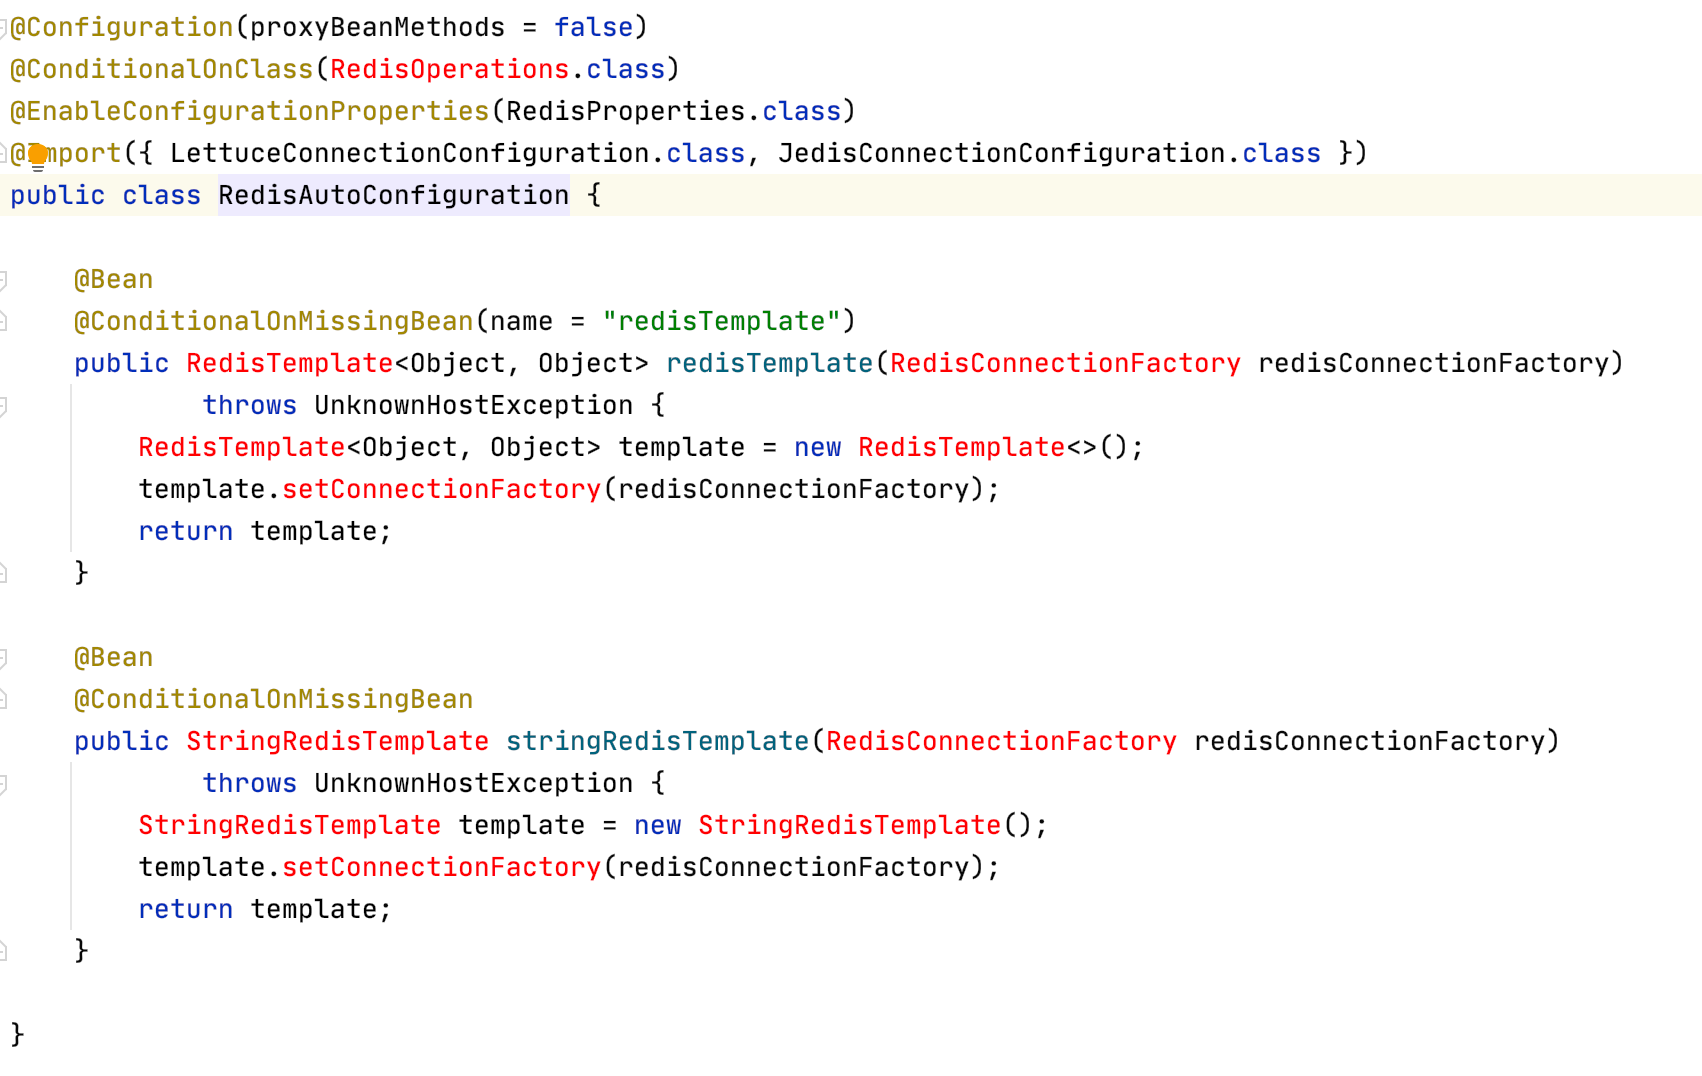 @Configuration(proxyBeanMethods = false)
@ConditionalOnClass(RedisOperations.class)
@EnableConfigurationProperties(RedisProperties.class)
@Import({ LettuceConnectionConfiguration.class, JedisConnectionConfiguration.class })
public class RedisAutoConfiguration {
@Bean
@ConditionalOnMissingBean(name = "redisTemplate")
public RedisTemplate<Object, Object> redisTemplate(RedisConnectionFactory redisConnectionFactory)
throws UnknownHostException {
RedisTemplate<Object, Object> template = new RedisTemplate<>();
template.setConnectionFactory(redisConnectionFactory);
return template;
}
@Bean
@ConditionalOnMissingBean
public StringRedisTemplate stringRedisTemplate(RedisConnectionFactory redisConnectionFactory)
throws UnknownHostException {
StringRedisTemplate template = new StringRedisTemplate();
template.setConnectionFactory(redisConnectionFactory);
return template;
}
}